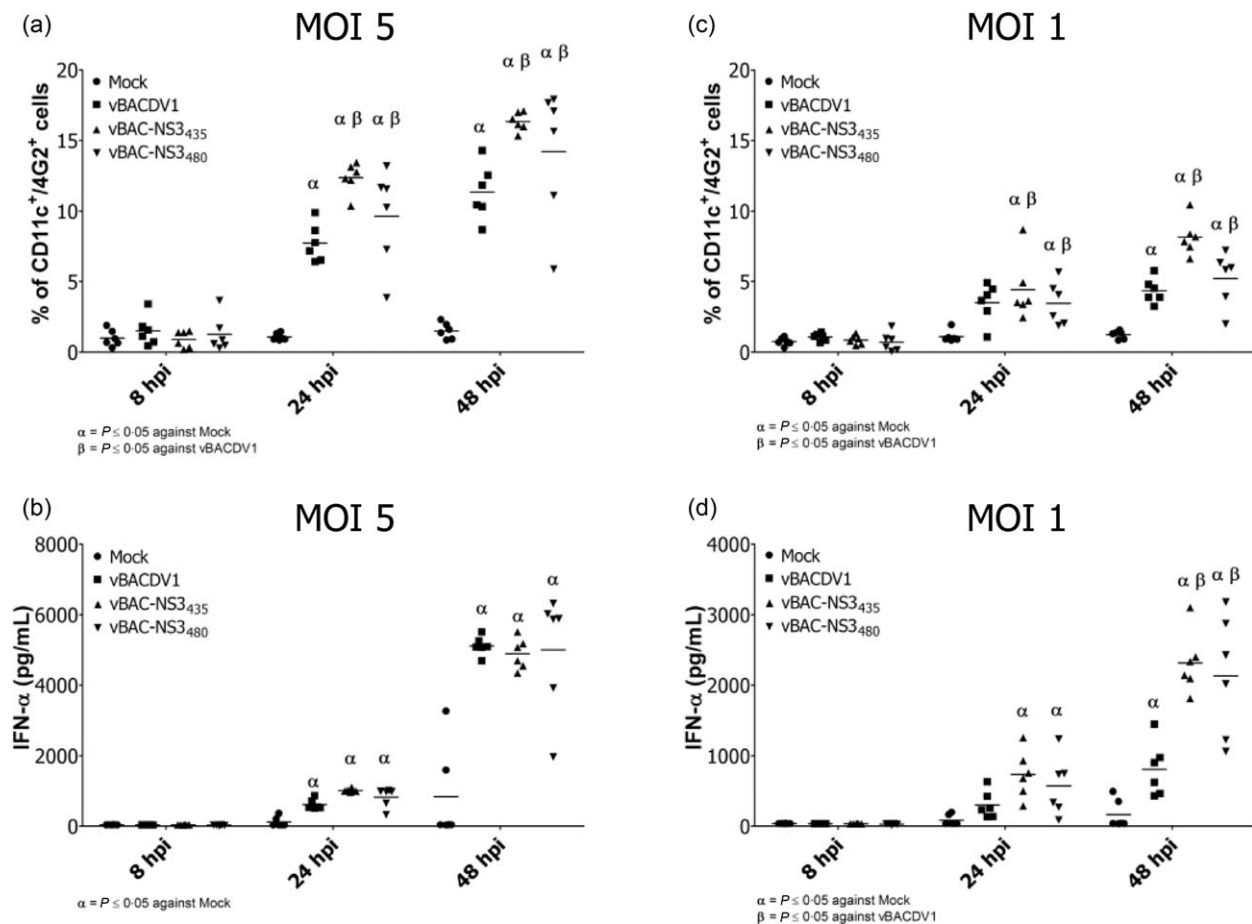 (a)
MOI 5
20
15
10
5
0
% of CD11c⁺/4G2⁺ cells
Mock
vBACDV1
vBAC-NS3₄₃₅
vBAC-NS3₄₈₀
α
α β
α β
α
α β
α β
8 hpi
24 hpi
48 hpi
α = P ≤ 0·05 against Mock
β = P ≤ 0·05 against vBACDV1
(c)
MOI 1
20
15
10
5
0
% of CD11c⁺/4G2⁺ cells
Mock
vBACDV1
vBAC-NS3₄₃₅
vBAC-NS3₄₈₀
α β
α β
α
α β
α β
8 hpi
24 hpi
48 hpi
α = P ≤ 0·05 against Mock
β = P ≤ 0·05 against vBACDV1
(b)
MOI 5
8000
6000
4000
2000
0
IFN-α (pg/mL)
Mock
vBACDV1
vBAC-NS3₄₃₅
vBAC-NS3₄₈₀
α
α
α
α
α
α
8 hpi
24 hpi
48 hpi
α = P ≤ 0·05 against Mock
(d)
MOI 1
4000
3000
2000
1000
0
IFN-α (pg/mL)
Mock
vBACDV1
vBAC-NS3₄₃₅
vBAC-NS3₄₈₀
α
α
α
α β
α β
8 hpi
24 hpi
48 hpi
α = P ≤ 0·05 against Mock
β = P ≤ 0·05 against vBACDV1